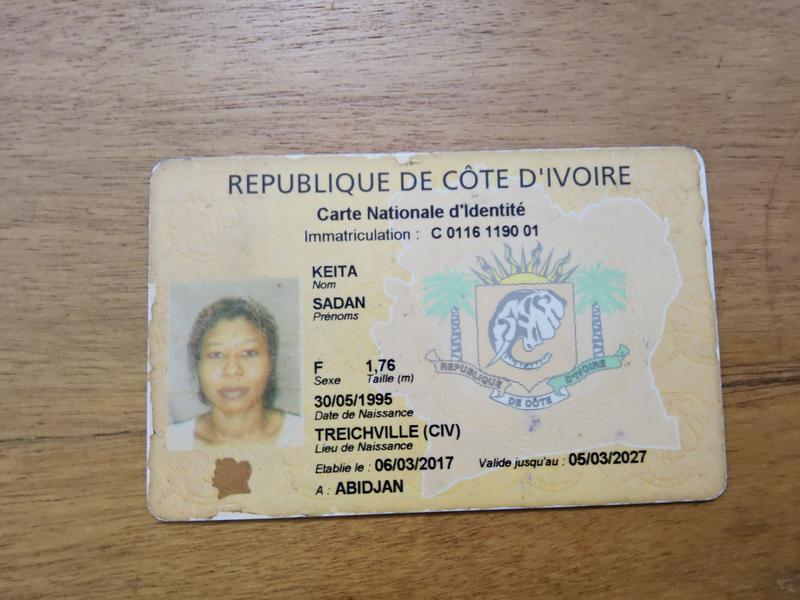 REPUBLIQUE DE CÔTE D'IVOIRE
Carte Nationale d'Identité
Immatriculation : C 0116 1190 01
KEITA
Nom
SADAN
Prénoms
F 1,76
Sexe Taille (m)
30/05/1995
Date de Naissance
TREICHVILLE (CIV)
Lieu de Naissance
Etablie le : 06/03/2017 Valide jusqu'au : 05/03/2027
A : ABIDJAN
REPUBLIQUE DE CÔTE D'IVOIRE